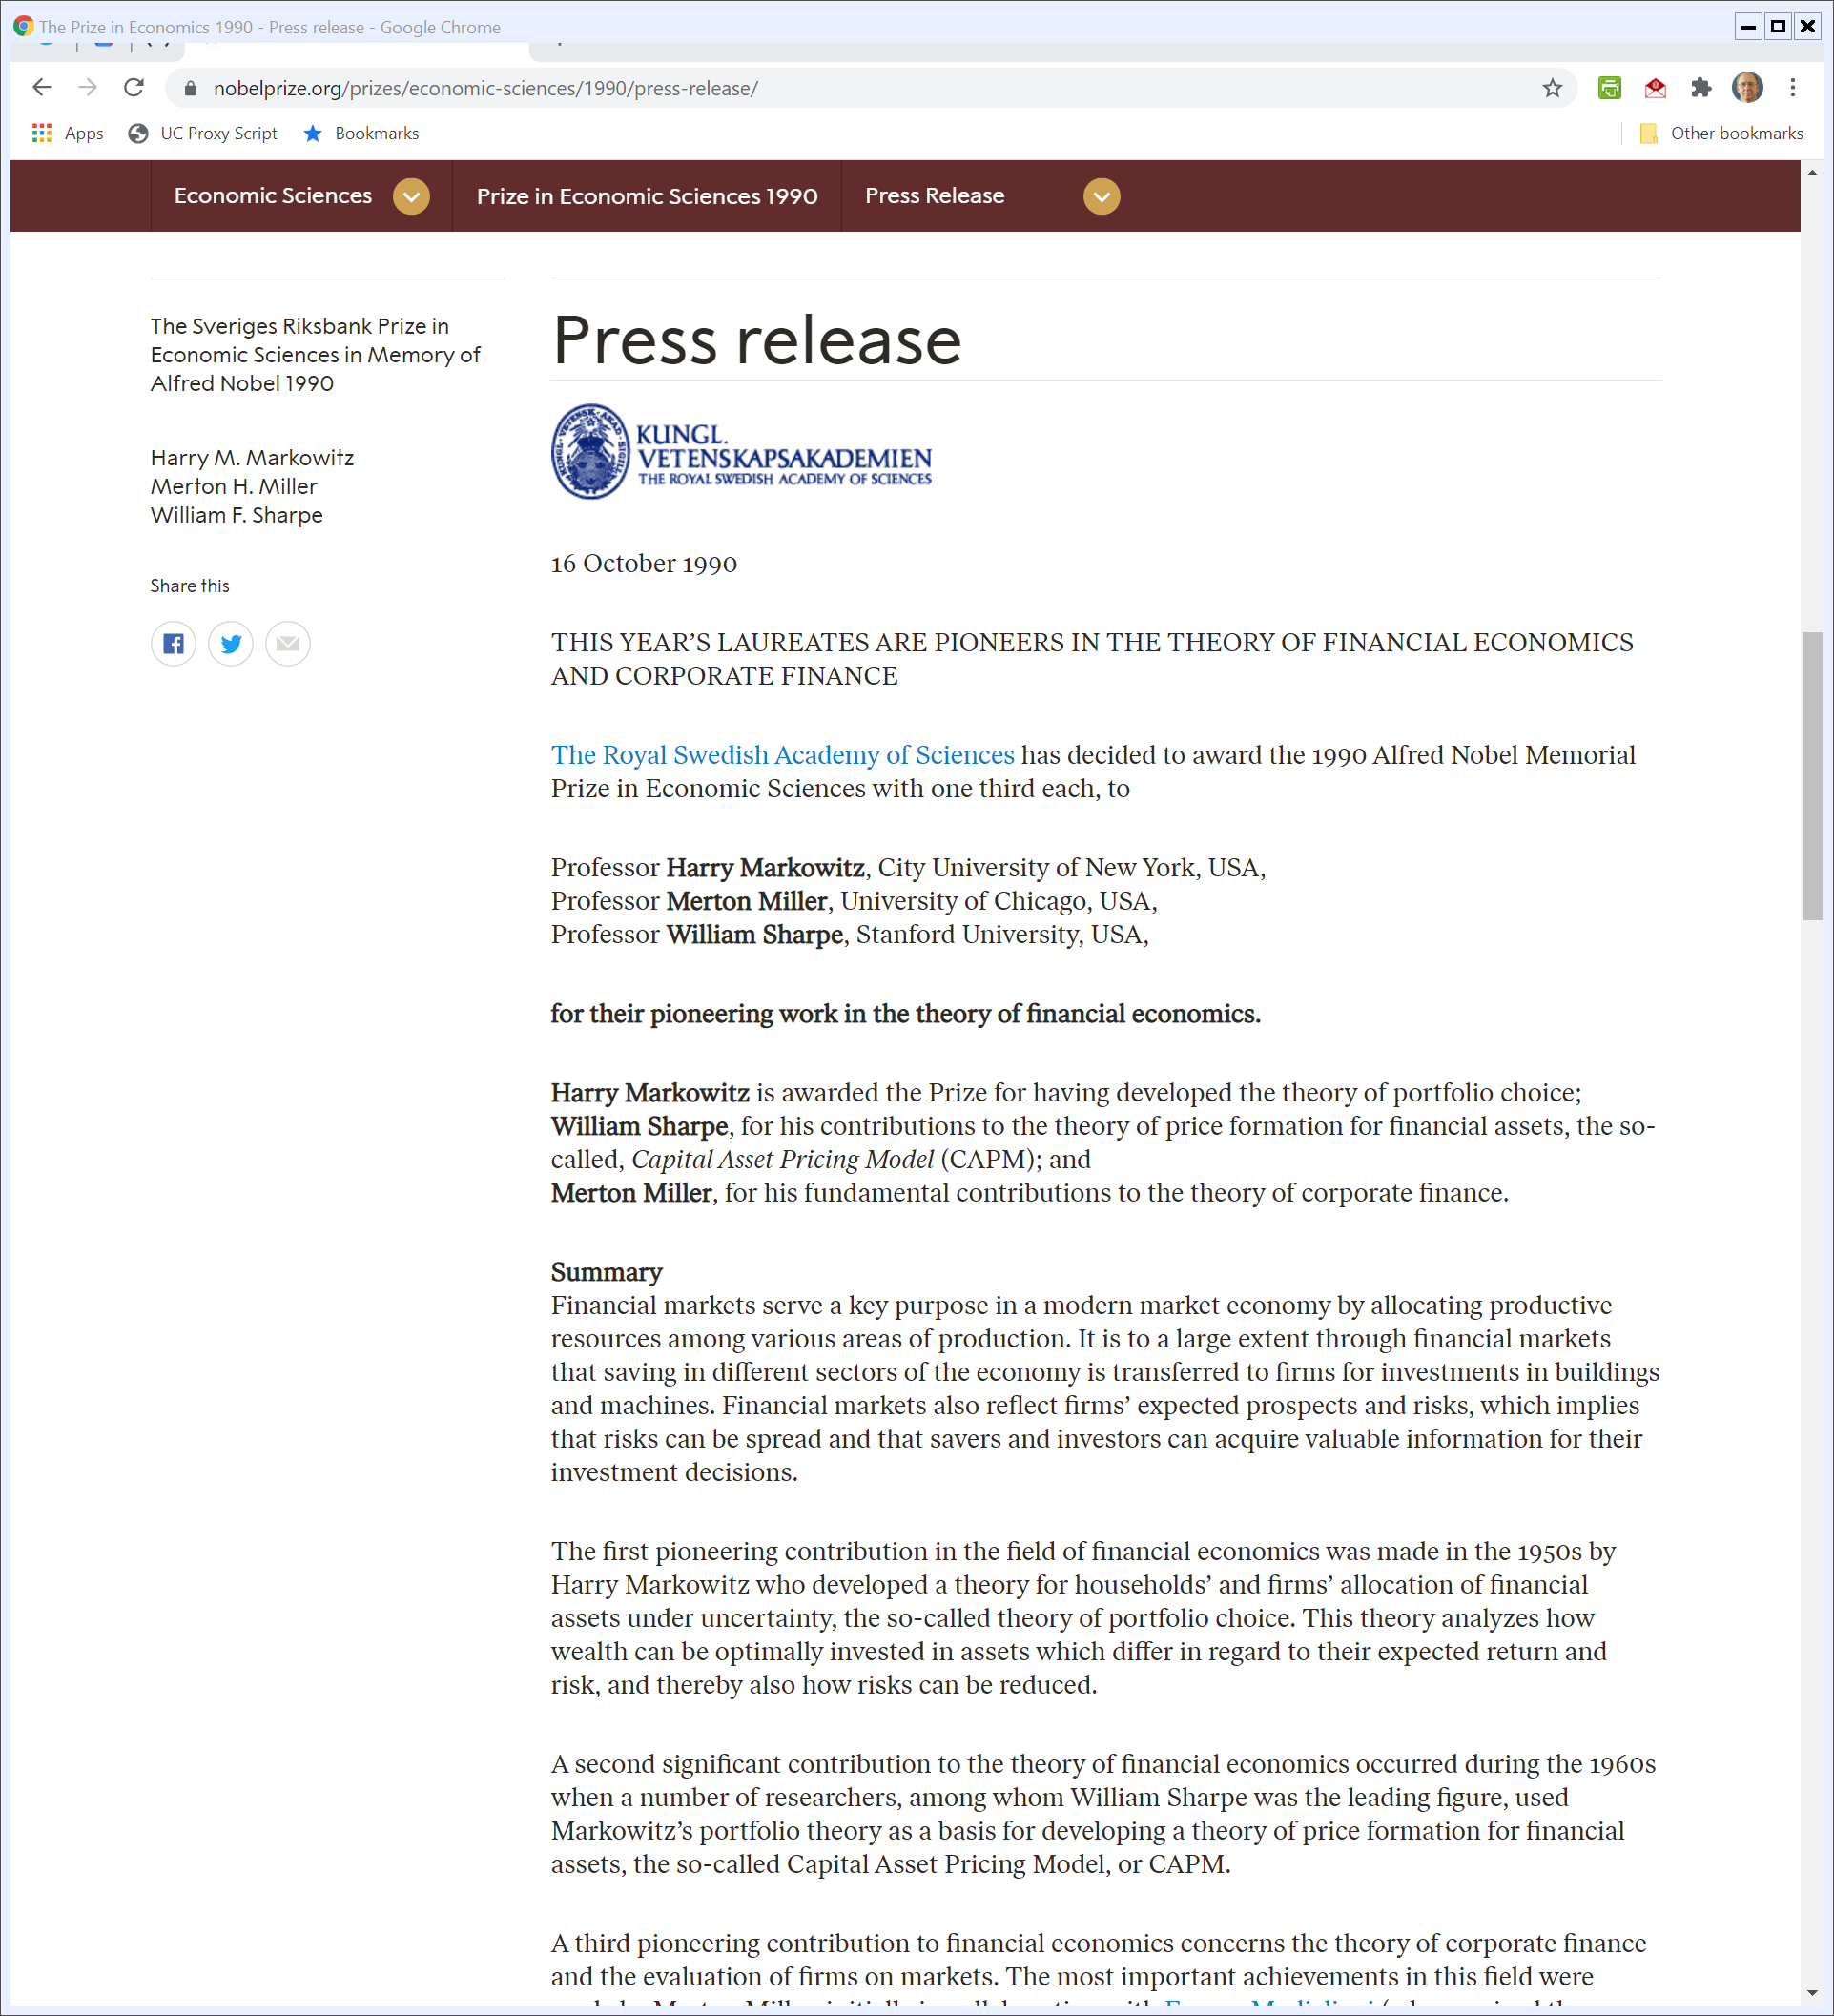 The Prize in Economics 1990 - Press release - Google Chrome
nobelprize.org/prizes/economic-sciences/1990/press-release/
Apps
UC Proxy Script
Bookmarks
Other bookmarks
Economic Sciences
Prize in Economic Sciences 1990
Press Release
The Sveriges Riksbank Prize in
Economic Sciences in Memory of
Alfred Nobel 1990
Harry M. Markowitz
Merton H. Miller
William F. Sharpe
Share this
Press release
KUNGL.
VETENSKAPSAKADEMIEN
THE ROYAL SWEDISH ACADEMY OF SCIENCES
16 October 1990
THIS YEAR’S LAUREATES ARE PIONEERS IN THE THEORY OF FINANCIAL ECONOMICS
AND CORPORATE FINANCE
The Royal Swedish Academy of Sciences has decided to award the 1990 Alfred Nobel Memorial
Prize in Economic Sciences with one third each, to
Professor Harry Markowitz, City University of New York, USA,
Professor Merton Miller, University of Chicago, USA,
Professor William Sharpe, Stanford University, USA,
for their pioneering work in the theory of financial economics.
Harry Markowitz is awarded the Prize for having developed the theory of portfolio choice;
William Sharpe, for his contributions to the theory of price formation for financial assets, the so-
called, Capital Asset Pricing Model (CAPM); and
Merton Miller, for his fundamental contributions to the theory of corporate finance.
Summary
Financial markets serve a key purpose in a modern market economy by allocating productive
resources among various areas of production. It is to a large extent through financial markets
that saving in different sectors of the economy is transferred to firms for investments in buildings
and machines. Financial markets also reflect firms’ expected prospects and risks, which implies
that risks can be spread and that savers and investors can acquire valuable information for their
investment decisions.
The first pioneering contribution in the field of financial economics was made in the 1950s by
Harry Markowitz who developed a theory for households’ and firms’ allocation of financial
assets under uncertainty, the so-called theory of portfolio choice. This theory analyzes how
wealth can be optimally invested in assets which differ in regard to their expected return and
risk, and thereby also how risks can be reduced.
A second significant contribution to the theory of financial economics occurred during the 1960s
when a number of researchers, among whom William Sharpe was the leading figure, used
Markowitz’s portfolio theory as a basis for developing a theory of price formation for financial
assets, the so-called Capital Asset Pricing Model, or CAPM.
A third pioneering contribution to financial economics concerns the theory of corporate finance
and the evaluation of firms on markets. The most important achievements in this field were